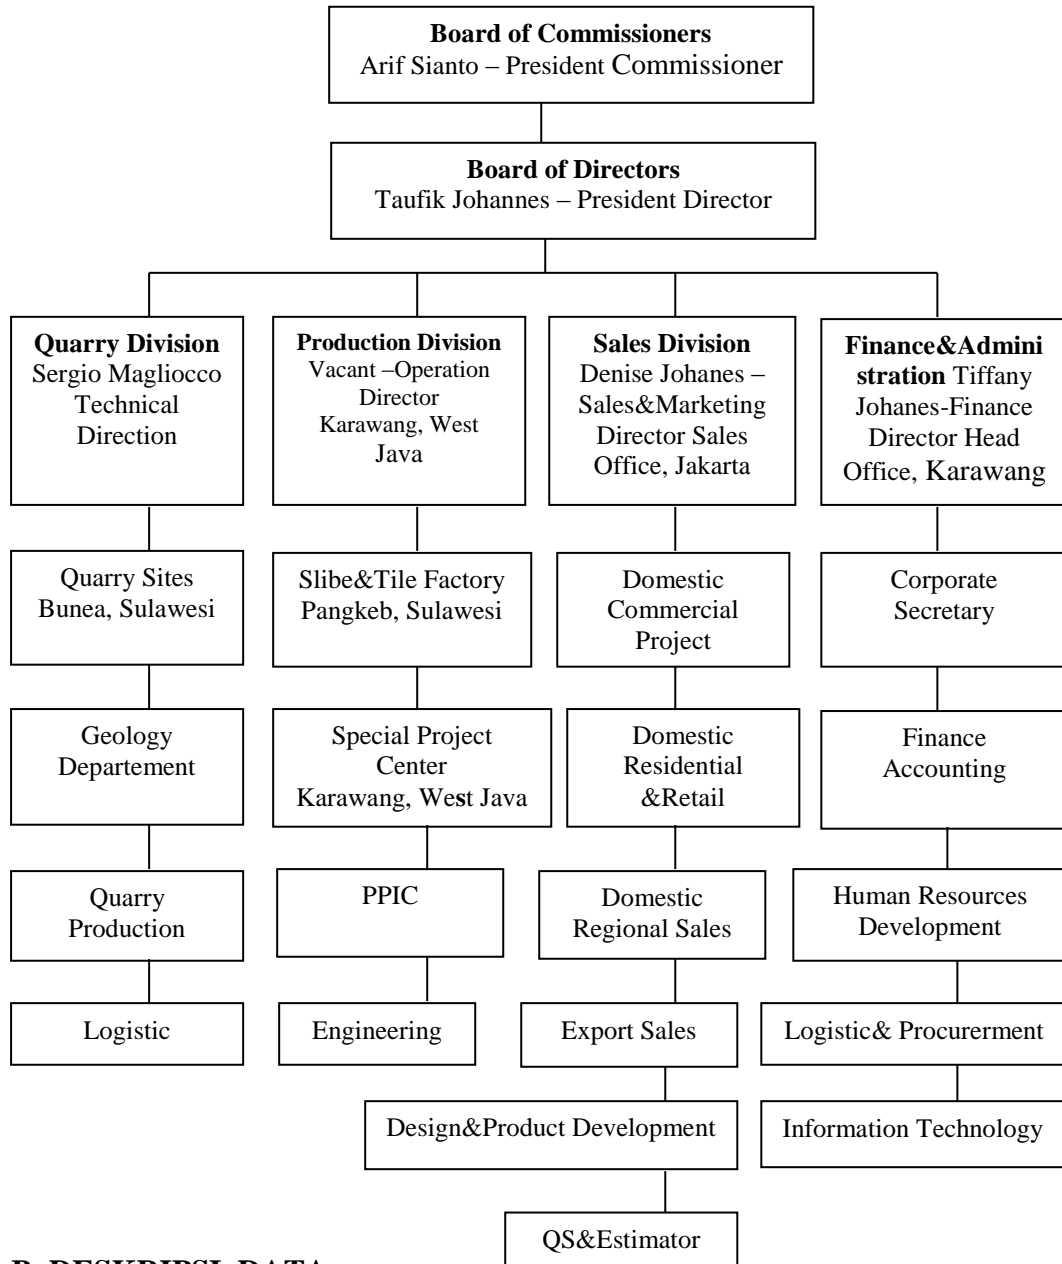 Board of Commissioners
Arif Sianto – President Commissioner
Board of Directors
Taufik Johannes – President Director
Quarry Division
Sergio Magliocco
Technical
Direction
Production Division
Vacant –Operation
Director
Karawang, West
Java
Sales Division
Denise Johanes –
Sales&Marketing
Director Sales
Office, Jakarta
Finance&Admini
stration Tiffany
Johanes-Finance
Director Head
Office, Karawang
Quarry Sites
Bunea, Sulawesi
Slibe&Tile Factory
Pangkeb, Sulawesi
Domestic
Commercial
Project
Corporate
Secretary
Geology
Departement
Special Project
Center
Karawang, West Java
Domestic
Residential
&Retail
Finance
Accounting
Quarry
Production
PPIC
Domestic
Regional Sales
Human Resources
Development
Logistic
Engineering
Export Sales
Logistic& Procurerment
Design&Product Development
Information Technology
QS&Estimator
B. DESKRIPSI DATA